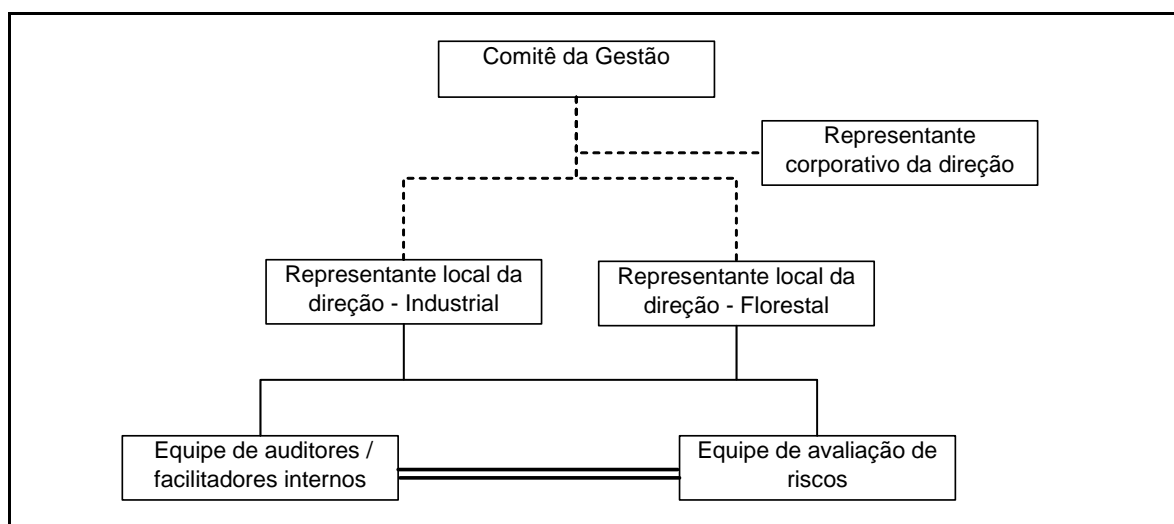 Comitê da Gestão
Representante
corporativo da direção
Representante local da
direção - Industrial
Representante local da
direção - Florestal
Equipe de auditores /
facilitadores internos
Equipe de avaliação de
riscos